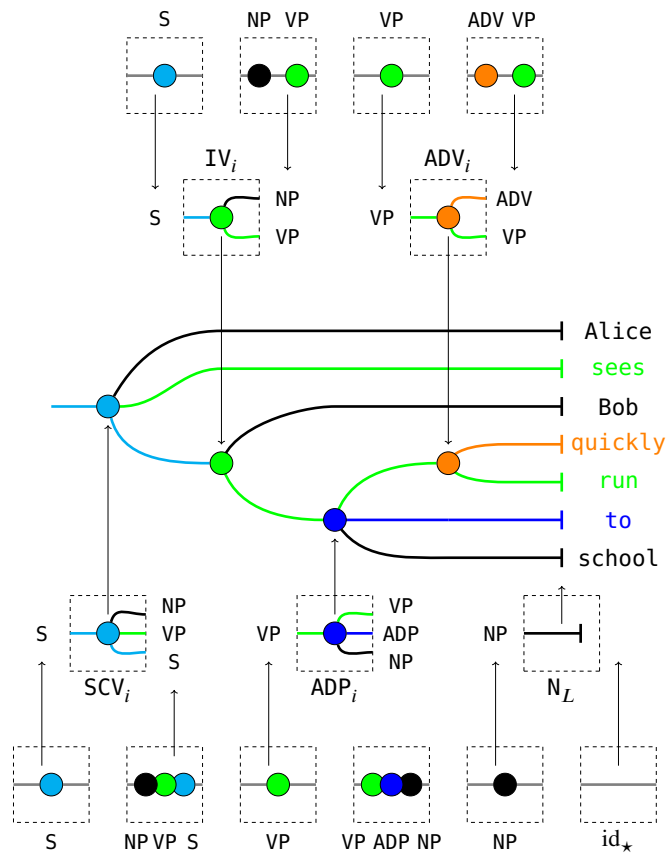 S NP VP VP ADV VP
IV_i ADV_i
NP ADV
S VP
VP VP
Alice
sees
Bob
quickly
run
to
school
NP VP
S VP VP ADP NP
S NP
SCV_i ADP_i N_L
S NP VP S VP VP ADP NP NP id_⋆